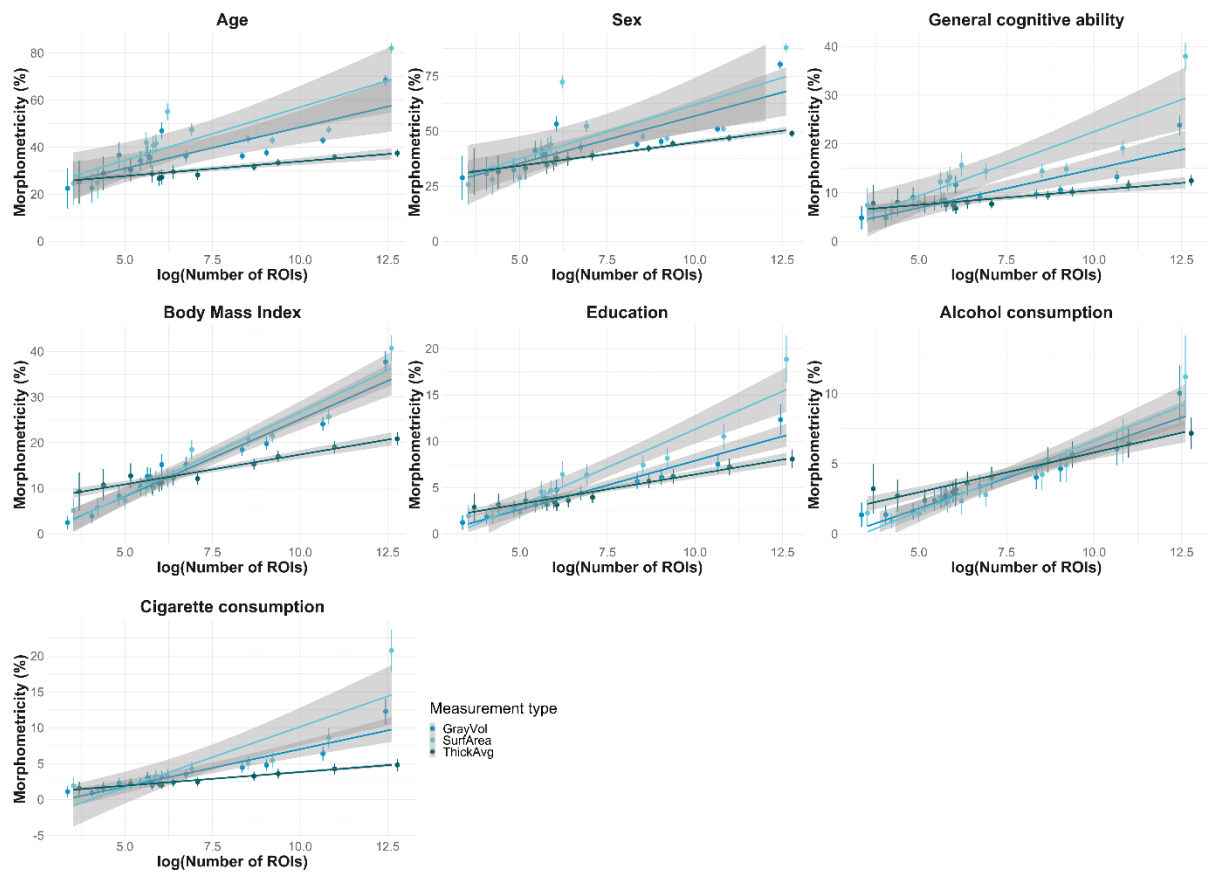 Age
Sex
General cognitive ability
Morphometricity (%)
80
60
40
20
0
5.0
7.5
10.0
12.5
log(Number of ROIs)
Morphometricity (%)
75
50
25
0
5.0
7.5
10.0
12.5
log(Number of ROIs)
Morphometricity (%)
40
30
20
10
0
5.0
7.5
10.0
12.5
log(Number of ROIs)
Body Mass Index
Education
Alcohol consumption
Morphometricity (%)
40
30
20
10
0
5.0
7.5
10.0
12.5
log(Number of ROIs)
Morphometricity (%)
20
15
10
5
0
5.0
7.5
10.0
12.5
log(Number of ROIs)
Morphometricity (%)
10
5
0
5.0
7.5
10.0
12.5
log(Number of ROIs)
Cigarette consumption
Morphometricity (%)
20
15
10
5
0
-5
5.0
7.5
10.0
12.5
log(Number of ROIs)
Measurement type
GrayVol
SurfArea
ThickAvg